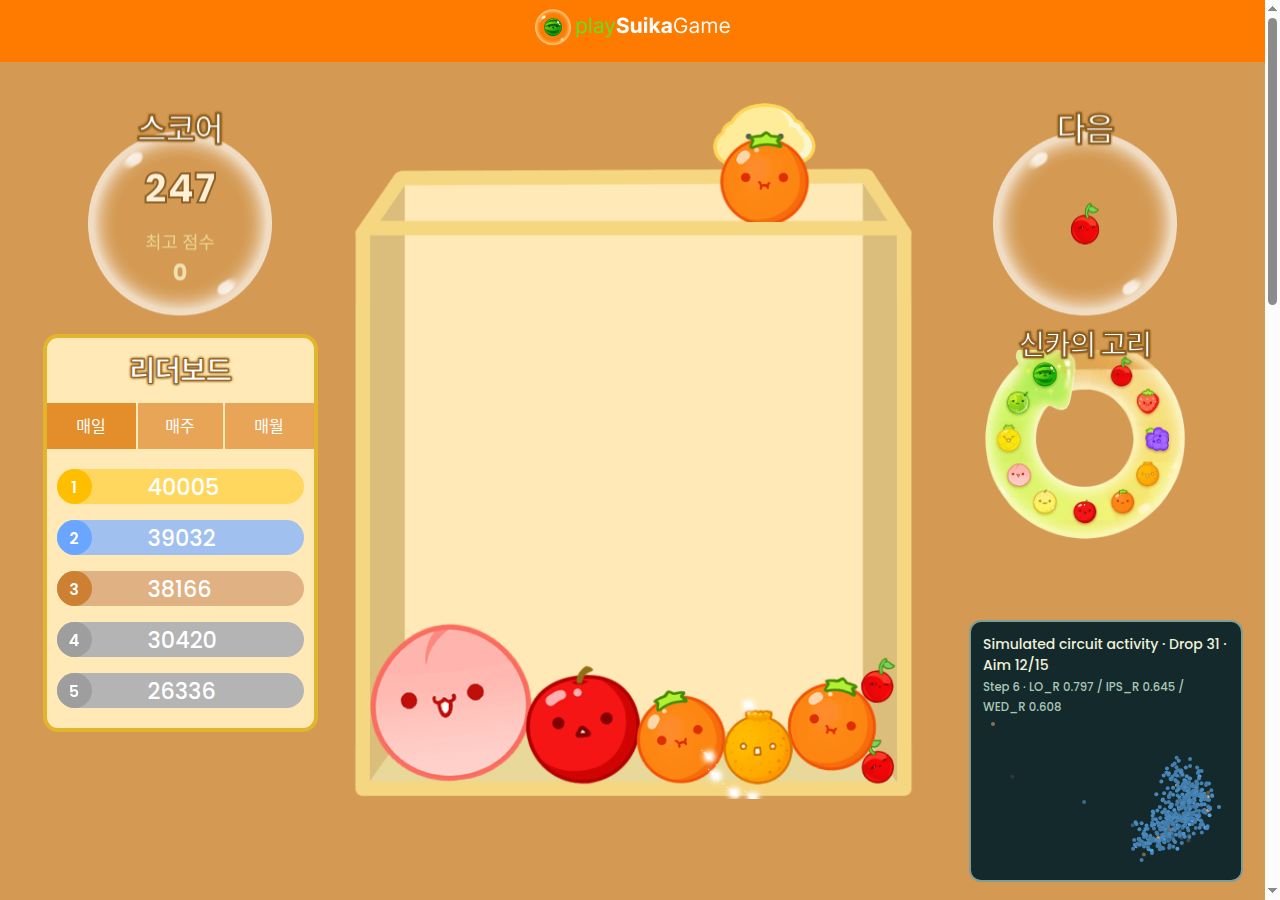 playSuikaGame
스코어
247
최고 점수
0
다음
리더보드
매일
매주
매월
1 40005
2 39032
3 38166
4 30420
5 26336
신카의 고리
Simulated circuit activity · Drop 31 ·
Aim 12/15
Step 6 · LO_R 0.797 / IPS_R 0.645 /
WED_R 0.608